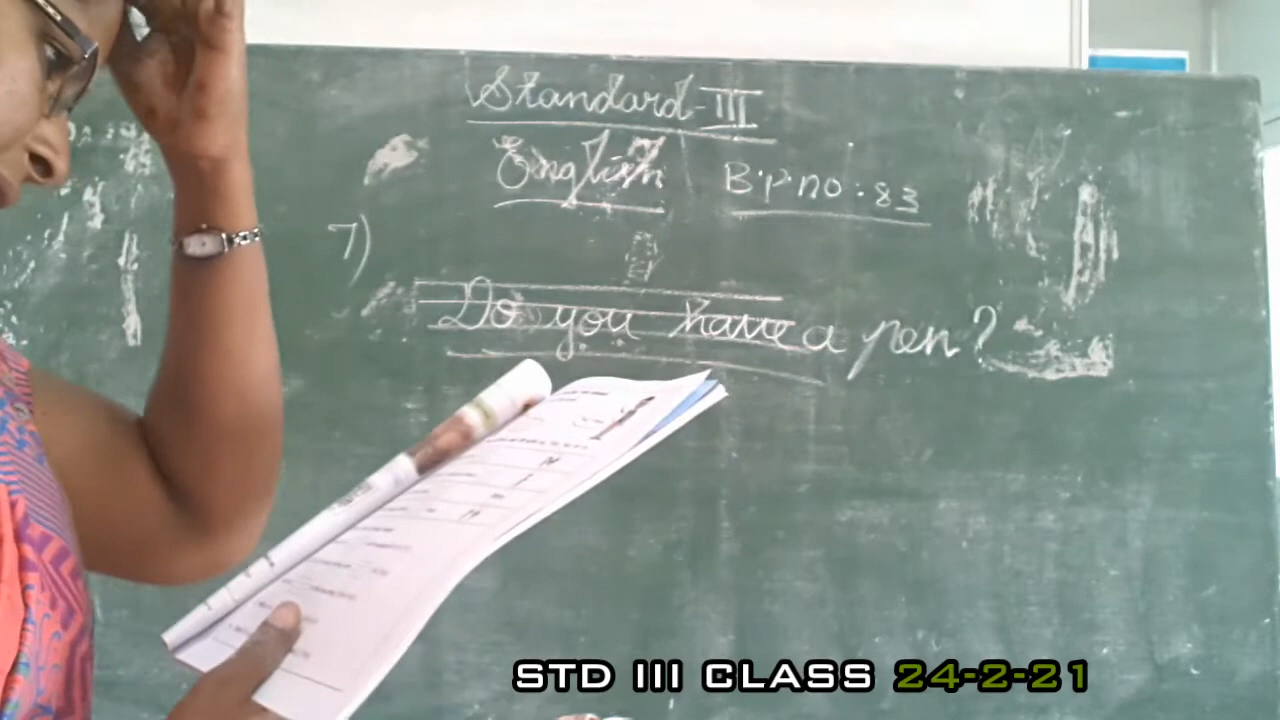 Standard-III
English B.P no: 83
7)
Do you have a pen?
STD III CLASS 24-2-21